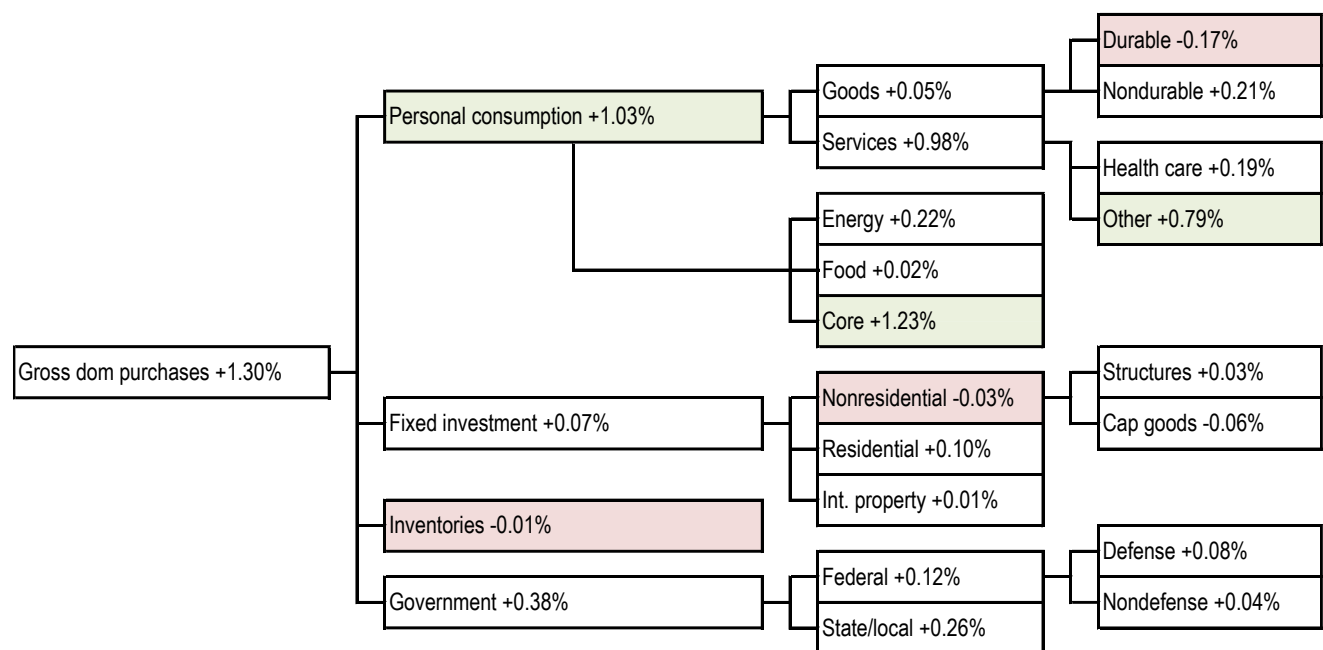 Durable -0.17%
Goods +0.05%
Nondurable +0.21%
Personal consumption +1.03%
Services +0.98%
Health care +0.19%
Energy +0.22%
Other +0.79%
Food +0.02%
Core +1.23%
Gross dom purchases +1.30%
Structures +0.03%
Nonresidential -0.03%
Fixed investment +0.07%
Cap goods -0.06%
Residential +0.10%
Int. property +0.01%
Inventories -0.01%
Defense +0.08%
Federal +0.12%
Government +0.38%
Nondefense +0.04%
State/local +0.26%